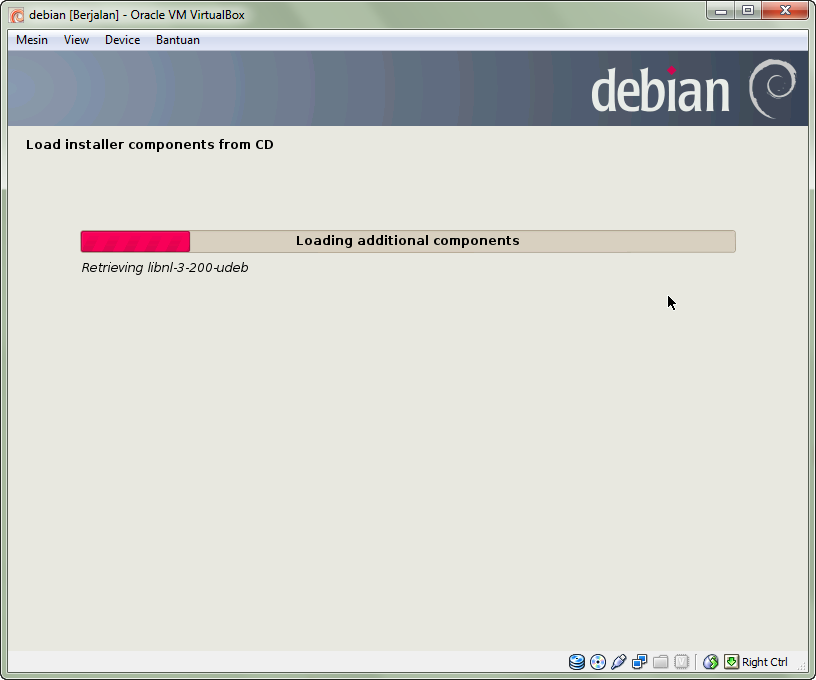 debian [Berjalan] - Oracle VM VirtualBox
Mesin View Device Bantuan
debian
Load installer components from CD
Loading additional components
Retrieving libnl-3-200-udeb
Right Ctrl